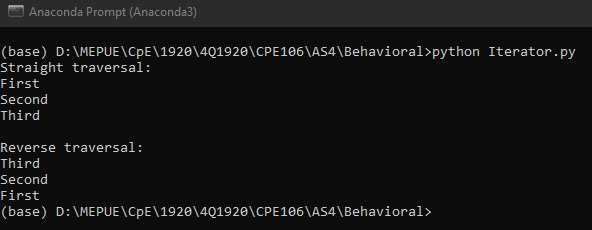 Anaconda Prompt (Anaconda3)
(base) D:\MEPUE\CpE\1920\4Q1920\CPE106\AS4\Behavioral>python Iterator.py
Straight traversal:
First
Second
Third
Reverse traversal:
Third
Second
First
(base) D:\MEPUE\CpE\1920\4Q1920\CPE106\AS4\Behavioral>